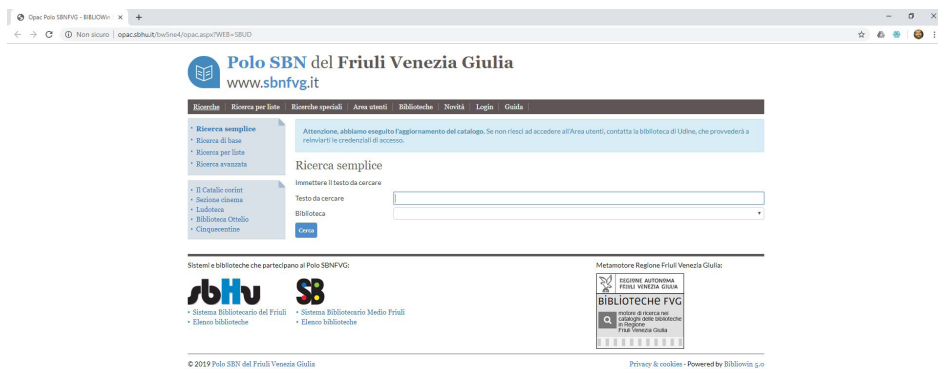 Opac Polo SBNFVG - BIBLIOWin
Non sicuro | opac.sbhu.it/bw5ne4/opac.aspx?WEB=SBUD
Polo SBN del Friuli Venezia Giulia
www.sbnfvg.it
Ricerche | Ricerca per liste | Ricerche speciali | Area utenti | Biblioteche | Novità | Login | Guida
Ricerca semplice
Ricerca di base
Ricerca per liste
Ricerca avanzata
Il Catalic corint
Sezione cinema
Ludoteca
Biblioteca Ottelio
Cinquecentine
Attenzione, abbiamo eseguito l'aggiornamento del catalogo. Se non riesci ad accedere all'Area utenti, contatta la biblioteca di Udine, che provvederà a
reinviarti le credenziali di accesso.
Ricerca semplice
Immettere il testo da cercare
Testo da cercare
Biblioteca
Cerca
Sistemi e biblioteche che partecipano al Polo SBNFVG:
sbHu
Sistema Bibliotecario del Friuli
Elenco biblioteche
SB
Sistema Bibliotecario Medio Friuli
Elenco biblioteche
Metamotore Regione Friuli Venezia Giulia:
REGIONE AUTONOMA
FRIULI VENEZIA GIULIA
BIBLIOTECHE FVG
motore di ricerca nei
cataloghi delle biblioteche
in Regione
Friuli Venezia Giulia
© 2019 Polo SBN del Friuli Venezia Giulia
Privacy & cookies - Powered by Bibliowin 5.0